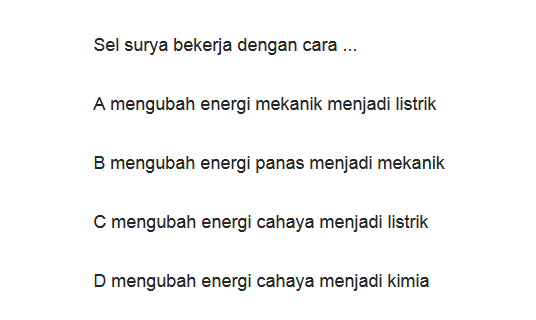 Sel surya bekerja dengan cara ...
A mengubah energi mekanik menjadi listrik
B mengubah energi panas menjadi mekanik
C mengubah energi cahaya menjadi listrik
D mengubah energi cahaya menjadi kimia